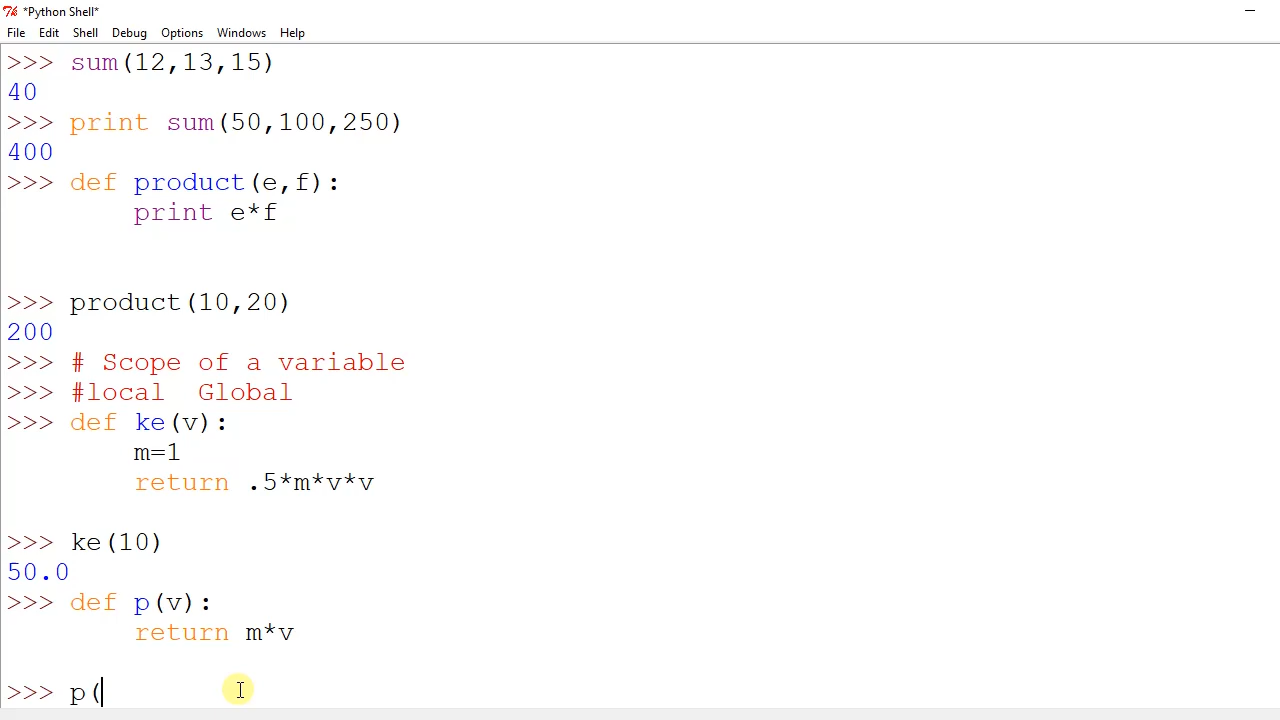 *Python Shell*
File Edit Shell Debug Options Windows Help
>>> sum(12,13,15)
40
>>> print sum(50,100,250)
400
>>> def product(e,f):
        print e*f
>>> product(10,20)
200
>>> # Scope of a variable
>>> #local  Global
>>> def ke(v):
        m=1
        return .5*m*v*v
>>> ke(10)
50.0
>>> def p(v):
        return m*v
>>> p(